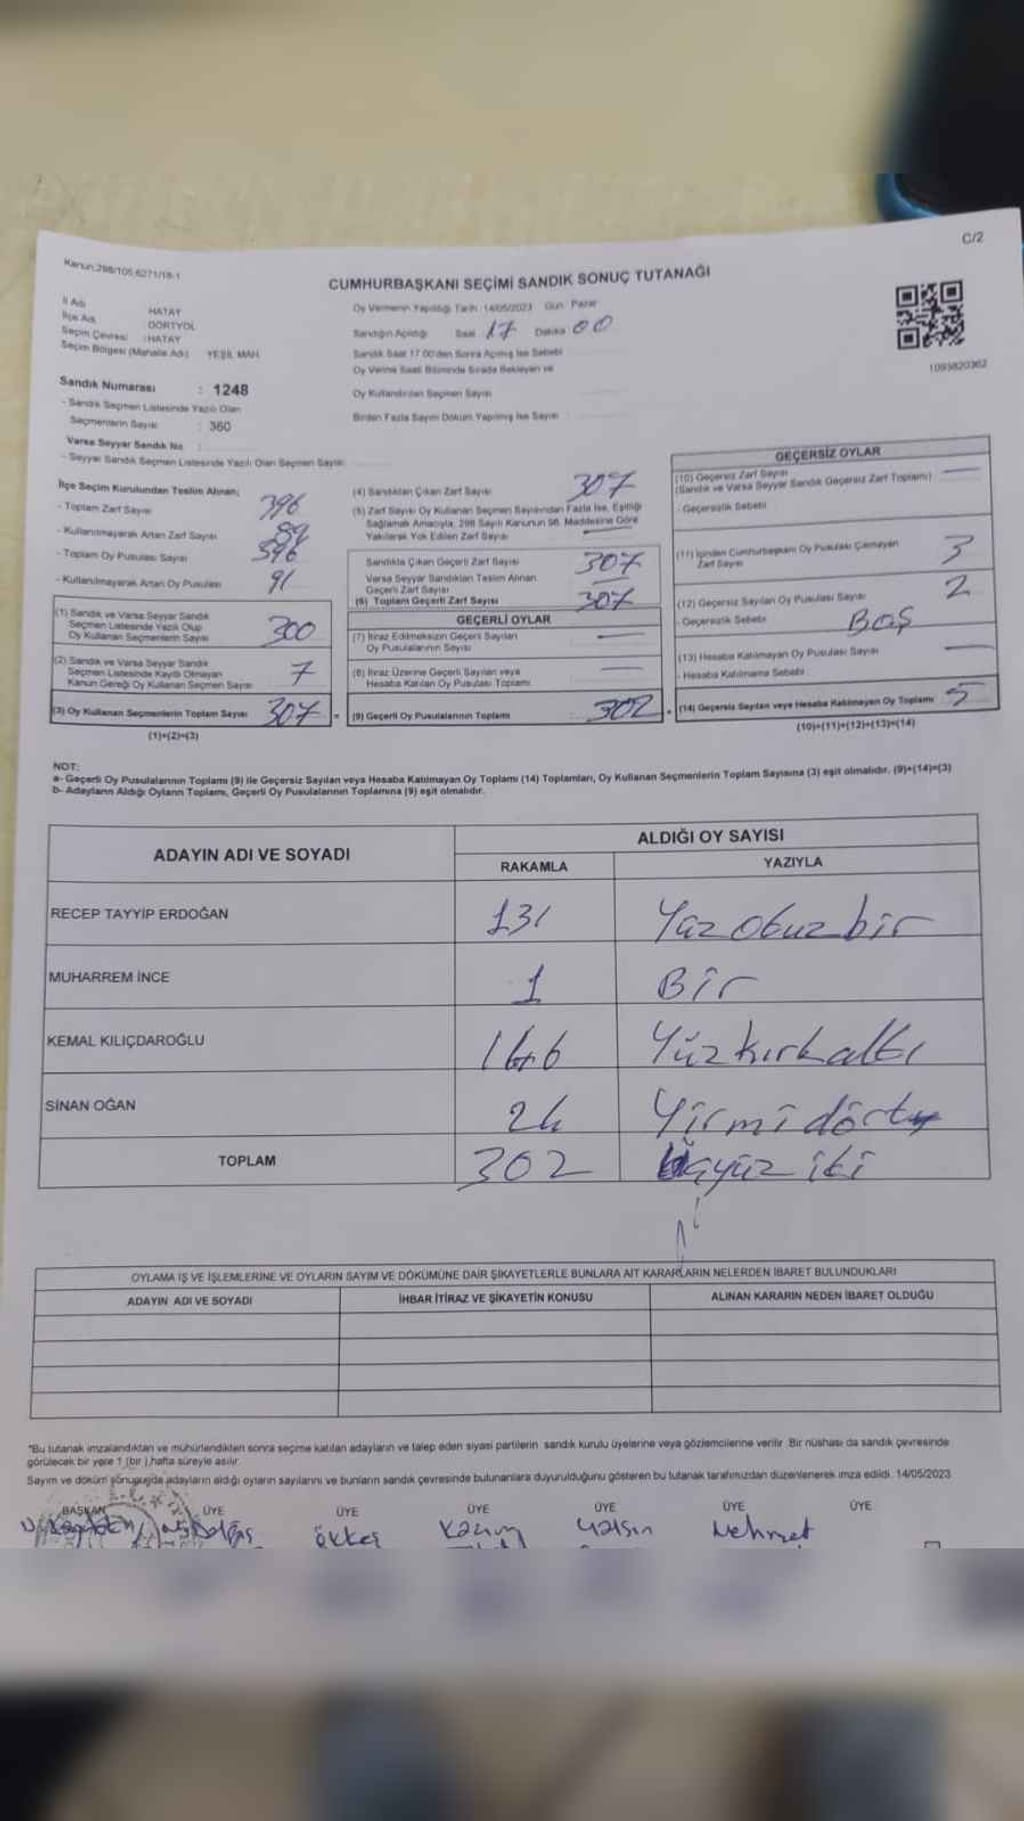 Kanun:298/105,6271/18-1
C/2
CUMHURBAŞKANI SEÇİMİ SANDIK SONUÇ TUTANAĞI
İl Adı HATAY
İlçe Adı DÖRTYOL
Seçim Çevresi :HATAY
Seçim Bölgesi (Mahalle Adı) YEŞİL MAH.
Sandık Numarası : 1248
- Sandık Seçmen Listesinde Yazılı Olan
Seçmenlerin Sayısı : 360
Varsa Seyyar Sandık No
- Seyyar Sandık Seçmen Listesinde Yazılı Olan Seçmen Sayısı
Oy Vermenin Yapıldığı Tarih: 14/05/2023 Gün: Pazar
Sandığın Açıldığı Saat 17 Dakika 00
Sandık Saat 17.00'den Sonra Açılmış İse Sebebi
Oy Verme Saati Bitiminde Sırada Bekleyen ve
Oy Kullandırılan Seçmen Sayısı
Birden Fazla Sayım Döküm Yapılmış İse Sayısı
1093820362
İlçe Seçim Kurulundan Teslim Alınan;
- Toplam Zarf Sayısı 396
- Kullanılmayarak Artan Zarf Sayısı 89
- Toplam Oy Pusulası Sayısı 396
- Kullanılmayarak Artan Oy Pusulası 91
(1) Sandık ve Varsa Seyyar Sandık
Seçmen Listesinde Yazılı Olup
Oy Kullanan Seçmenlerin Sayısı 300
(2) Sandık ve Varsa Seyyar Sandık
Seçmen Listesinde Kayıtlı Olmayan
Kanun Gereği Oy Kullanan Seçmen Sayısı 7
(3) Oy Kullanan Seçmenlerin Toplam Sayısı 307
(1)+(2)=(3)
(4) Sandıktan Çıkan Zarf Sayısı 307
(5) Zarf Sayısı Oy Kullanan Seçmen Sayısından Fazla İse, Eşitliği
Sağlamak Amacıyla, 298 Sayılı Kanunun 98. Maddesine Göre
Yakılarak Yok Edilen Zarf Sayısı
Sandıkta Çıkan Geçerli Zarf Sayısı 307
Varsa Seyyar Sandıktan Teslim Alınan
Geçerli Zarf Sayısı
(6) Toplam Geçerli Zarf Sayısı 307
GEÇERLİ OYLAR
(7) İtiraz Edilmeksizin Geçerli Sayılan
Oy Pusulalarının Sayısı
(8) İtiraz Üzerine Geçerli Sayılan veya
Hesaba Katılan Oy Pusulası Toplamı
= (9) Geçerli Oy Pusulalarının Toplamı 302
GEÇERSİZ OYLAR
(10) Geçersiz Zarf Sayısı
(Sandık ve Varsa Seyyar Sandık Geçersiz Zarf Toplamı)
- Geçersizlik Sebebi
(11) İçinden Cumhurbaşkanı Oy Pusulası Çıkmayan
Zarf Sayısı 3
(12) Geçersiz Sayılan Oy Pusulası Sayısı 2
- Geçersizlik Sebebi BOŞ
(13) Hesaba Katılmayan Oy Pusulası Sayısı
- Hesaba Katılmama Sebebi
+ (14) Geçersiz Sayılan veya Hesaba Katılmayan Oy Toplamı 5
(10)+(11)+(12)+(13)=(14)
NOT:
a- Geçerli Oy Pusulalarının Toplamı (9) ile Geçersiz Sayılan veya Hesaba Katılmayan Oy Toplamı (14) Toplamları, Oy Kullanan Seçmenlerin Toplam Sayısına (3) eşit olmalıdır. (9)+(14)=(3)
b- Adayların Aldığı Oyların Toplamı, Geçerli Oy Pusulalarının Toplamına (9) eşit olmalıdır.
ADAYIN ADI VE SOYADI ALDIĞI OY SAYISI
RAKAMLA YAZIYLA
RECEP TAYYİP ERDOĞAN 131 Yüz otuz bir
MUHARREM İNCE 1 Bir
KEMAL KILIÇDAROĞLU 146 Yüz kırk altı
SİNAN OĞAN 24 Yirmi dört
TOPLAM 302 üçyüz iki
OYLAMA İŞ VE İŞLEMLERİNE VE OYLARIN SAYIM VE DÖKÜMÜNE DAİR ŞİKAYETLERLE BUNLARA AİT KARARLARIN NELERDEN İBARET BULUNDUKLARI
ADAYIN ADI VE SOYADI İHBAR İTİRAZ VE ŞİKAYETİN KONUSU ALINAN KARARIN NEDEN İBARET OLDUĞU
*Bu tutanak imzalandıktan ve mühürlendikten sonra seçime katılan adayların ve talep eden siyasi partilerin sandık kurulu üyelerine veya gözlemcilerine verilir. Bir nüshası da sandık çevresinde
görülecek bir yere 1 (bir) hafta süreyle asılır.
Sayım ve döküm sonucunda adayların aldığı oyların sayılarını ve bunların sandık çevresinde bulunanlara duyurulduğunu gösteren bu tutanak tarafımızdan düzenlenerek imza edildi. 14/05/2023
BAŞKAN ÜYE ÜYE ÜYE ÜYE ÜYE ÜYE
ökkeş Kazım Yalsın Mehmet